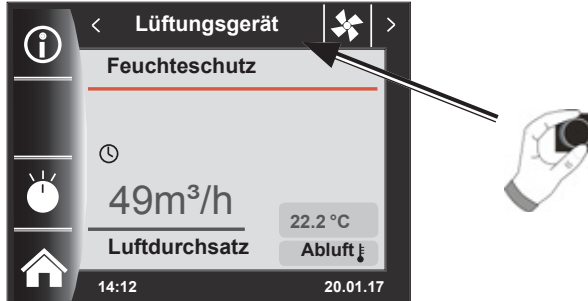 < Lüftungsgerät >
Feuchteschutz
49m³/h
22.2 °C
Luftdurchsatz
Abluft
14:12
20.01.17